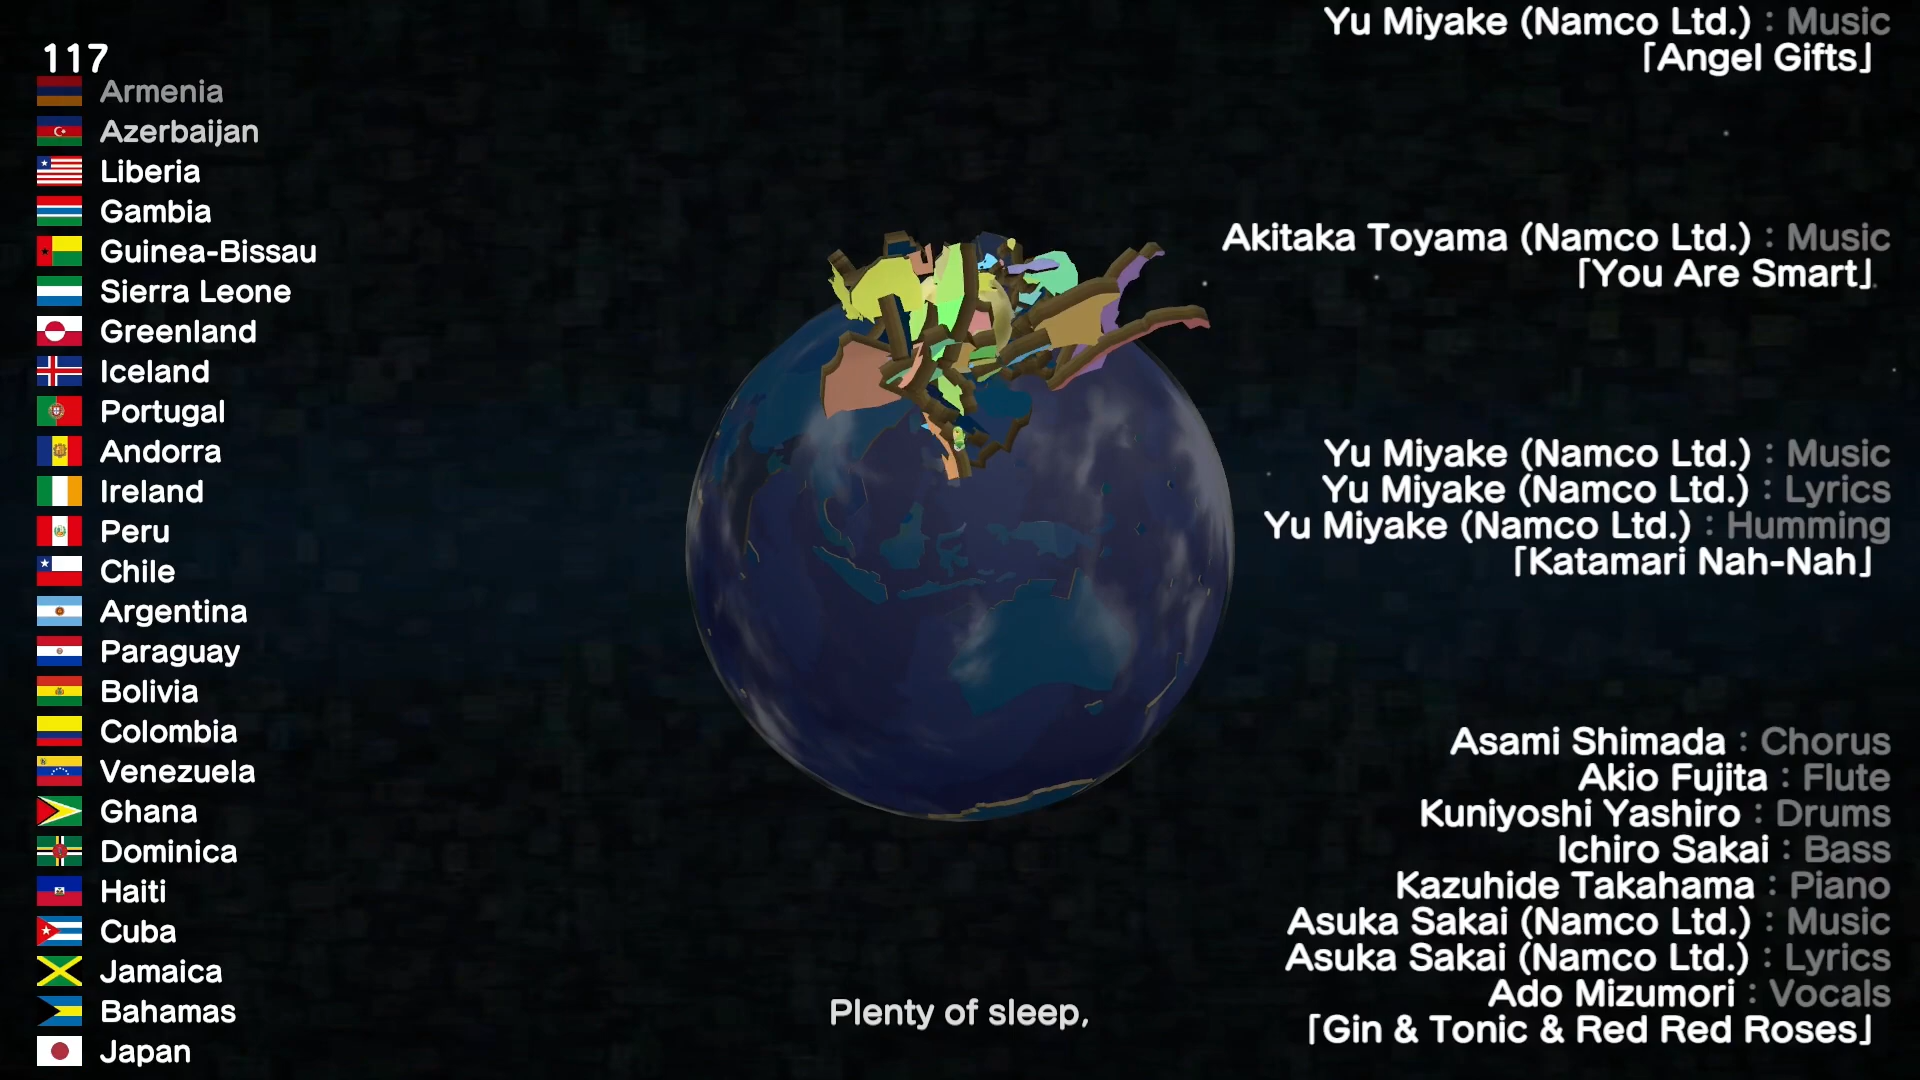 117
Armenia
Azerbaijan
Liberia
Gambia
Guinea-Bissau
Sierra Leone
Greenland
Iceland
Portugal
Andorra
Ireland
Peru
Chile
Argentina
Paraguay
Bolivia
Colombia
Venezuela
Ghana
Dominica
Haiti
Cuba
Jamaica
Bahamas
Japan
Plenty of sleep,
Yu Miyake (Namco Ltd.) : Music
「Angel Gifts」
Akitaka Toyama (Namco Ltd.) : Music
「You Are Smart」
Yu Miyake (Namco Ltd.) : Music
Yu Miyake (Namco Ltd.) : Lyrics
Yu Miyake (Namco Ltd.) : Humming
「Katamari Nah-Nah」
Asami Shimada : Chorus
Akio Fujita : Flute
Kuniyoshi Yashiro : Drums
Ichiro Sakai : Bass
Kazuhide Takahama : Piano
Asuka Sakai (Namco Ltd.) : Music
Asuka Sakai (Namco Ltd.) : Lyrics
Ado Mizumori : Vocals
「Gin & Tonic & Red Red Roses」